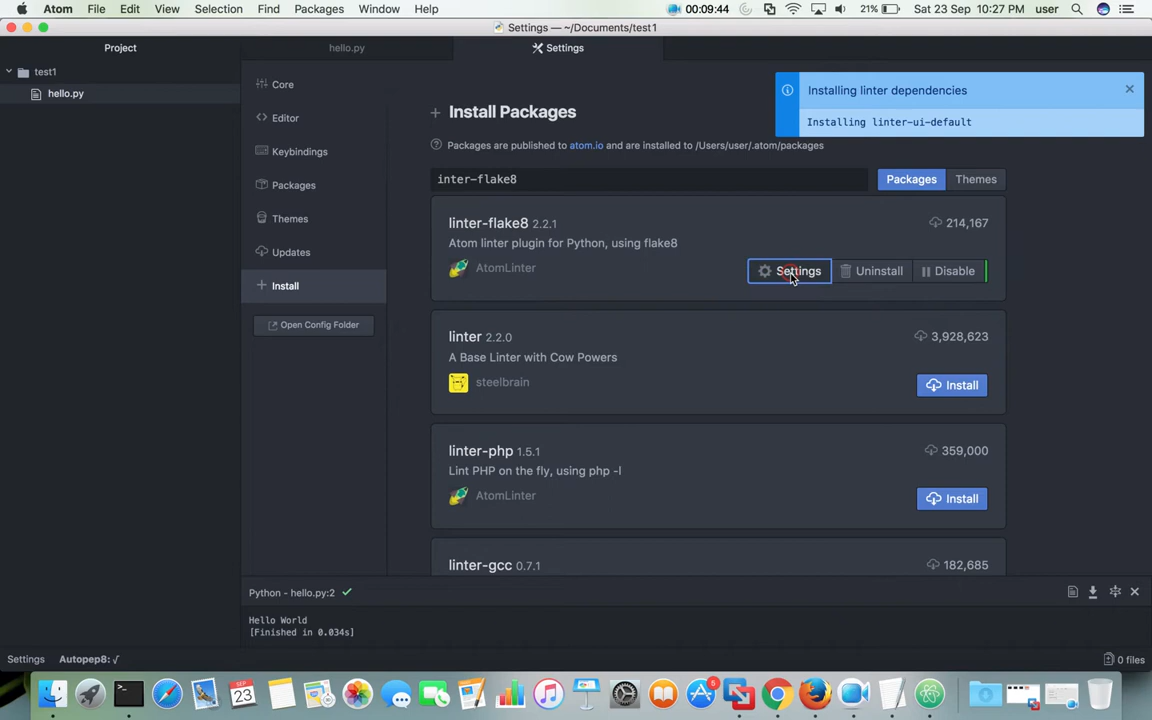 Atom File Edit View Selection Find Packages Window Help 00:09:44 21% Sat 23 Sep 10:27 PM user
Settings — ~/Documents/test1
Project
hello.py
Settings
test1
hello.py
Core
Editor
Keybindings
Packages
Themes
Updates
Install
Open Config Folder
Installing linter dependencies
Installing linter-ui-default
+ Install Packages
Packages are published to atom.io and are installed to /Users/user/.atom/packages
inter-flake8
Packages Themes
linter-flake8 2.2.1 214,167
Atom linter plugin for Python, using flake8
AtomLinter
Settings Uninstall Disable
linter 2.2.0 3,928,623
A Base Linter with Cow Powers
steelbrain
Install
linter-php 1.5.1 359,000
Lint PHP on the fly, using php -l
AtomLinter
Install
linter-gcc 0.7.1 182,685
Python - hello.py:2
Hello World
[Finished in 0.034s]
Settings Autopep8: √ 0 files